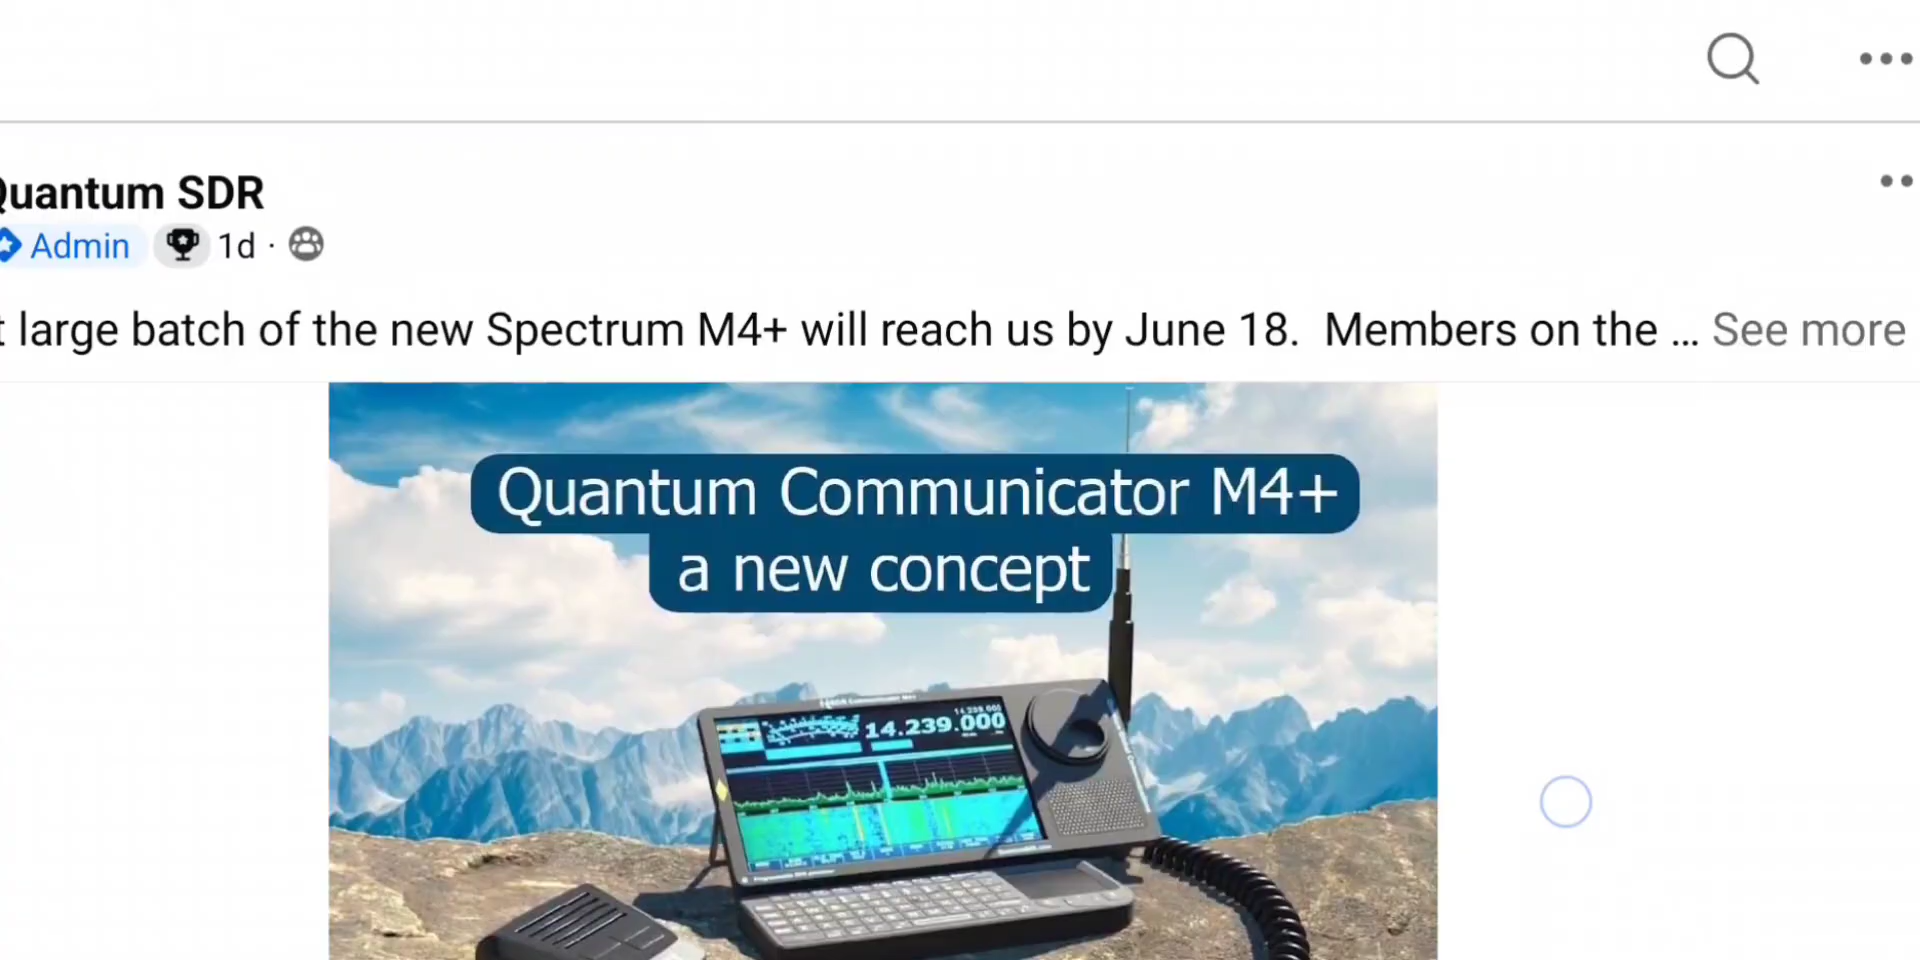 Quantum SDR
Admin 1d ·
t large batch of the new Spectrum M4+ will reach us by June 18. Members on the ... See more
Quantum Communicator M4+
a new concept
14.239.000